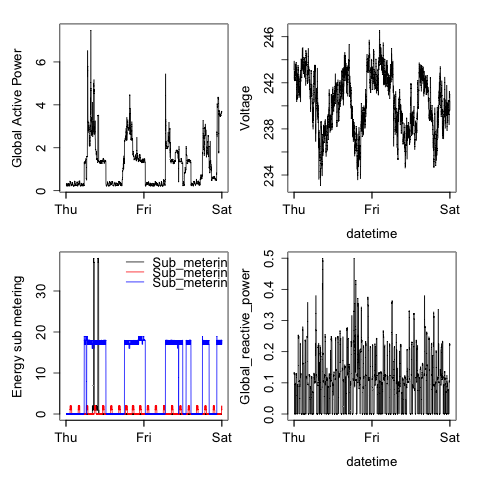 Global Active Power
0 2 4 6
Thu Fri Sat
Voltage
234 238 242 246
Thu Fri Sat
datetime
Energy sub metering
0 10 20 30
Sub_meterin
Sub_meterin
Sub_meterin
Thu Fri Sat
Global_reactive_power
0.0 0.1 0.2 0.3 0.4 0.5
Thu Fri Sat
datetime